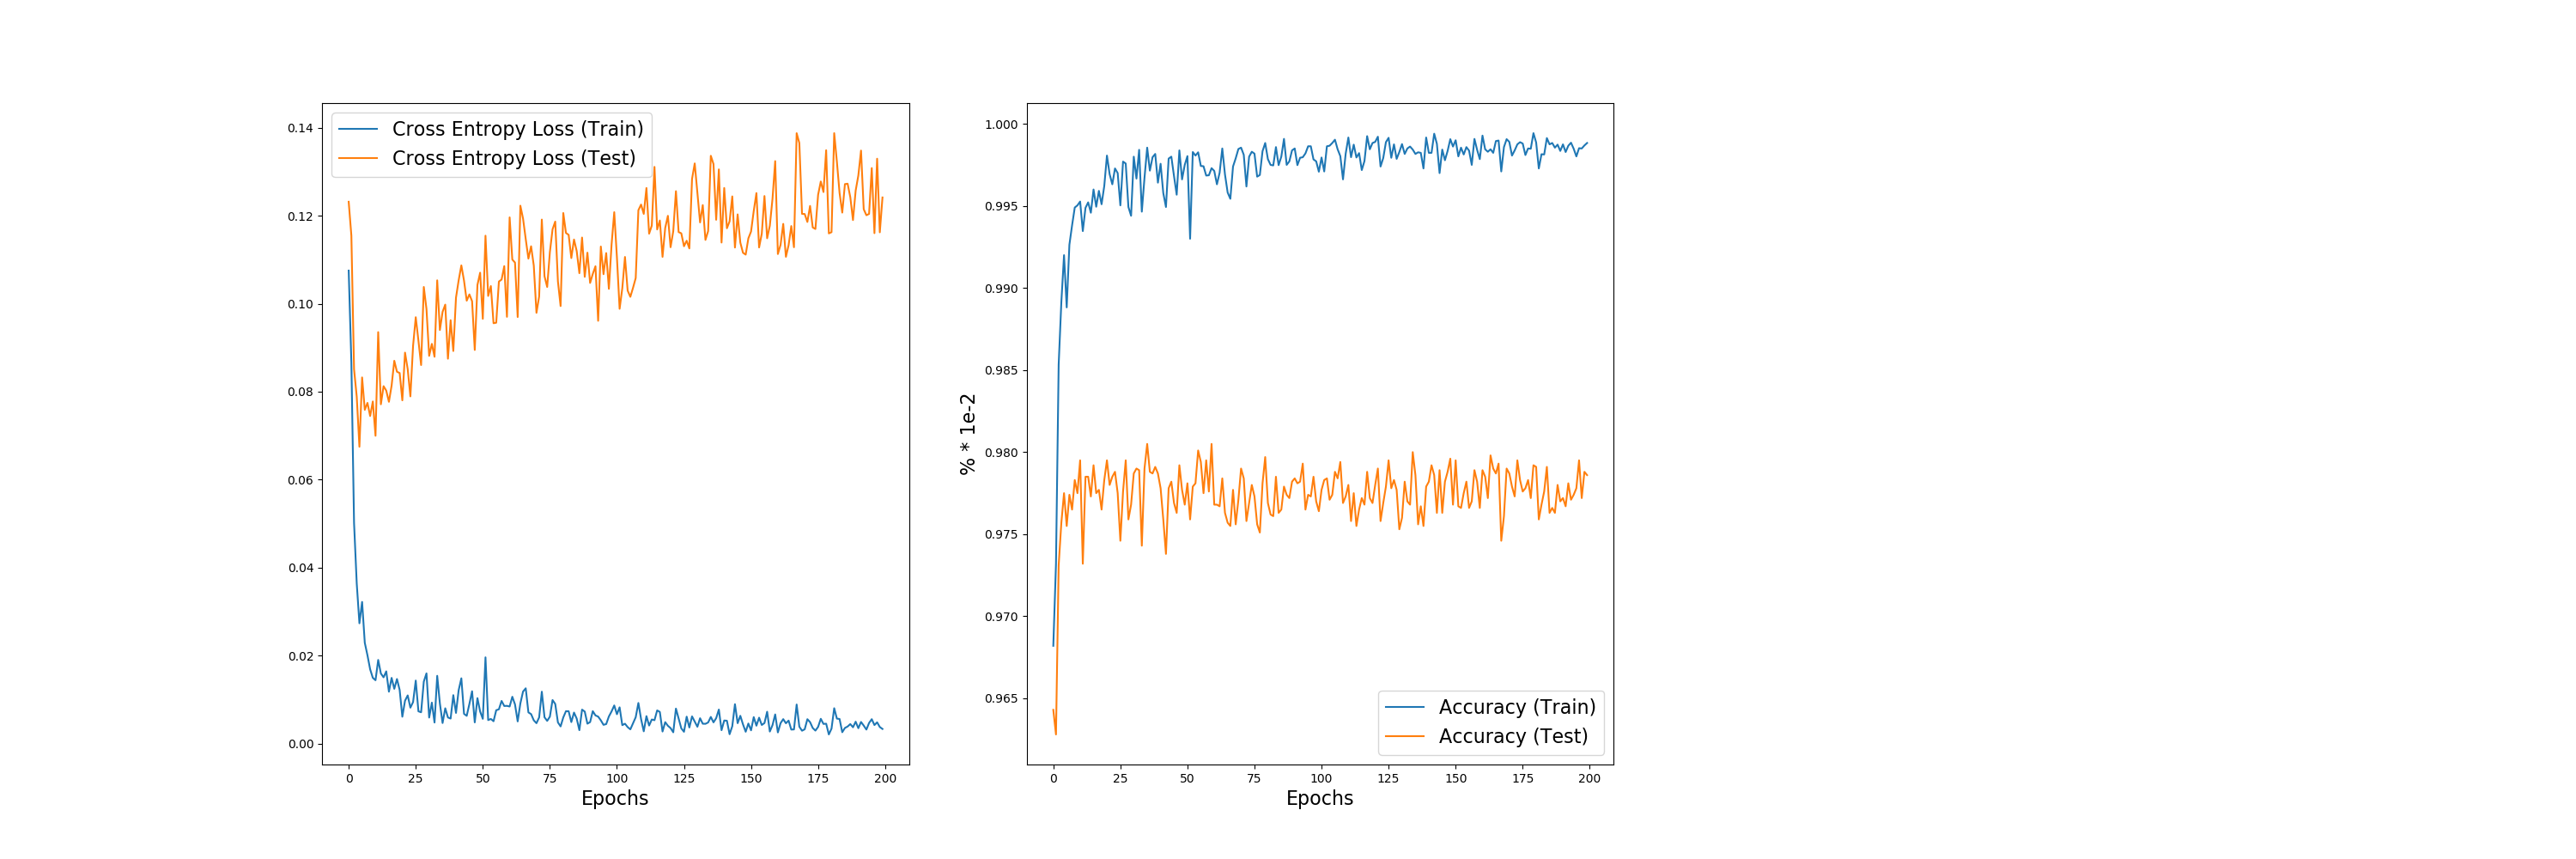 Cross Entropy Loss (Train)
Cross Entropy Loss (Test)
0.14
0.12
0.10
0.08
0.06
0.04
0.02
0.00
0 25 50 75 100 125 150 175 200
Epochs
% * 1e-2
1.000
0.995
0.990
0.985
0.980
0.975
0.970
0.965
Accuracy (Train)
Accuracy (Test)
0 25 50 75 100 125 150 175 200
Epochs